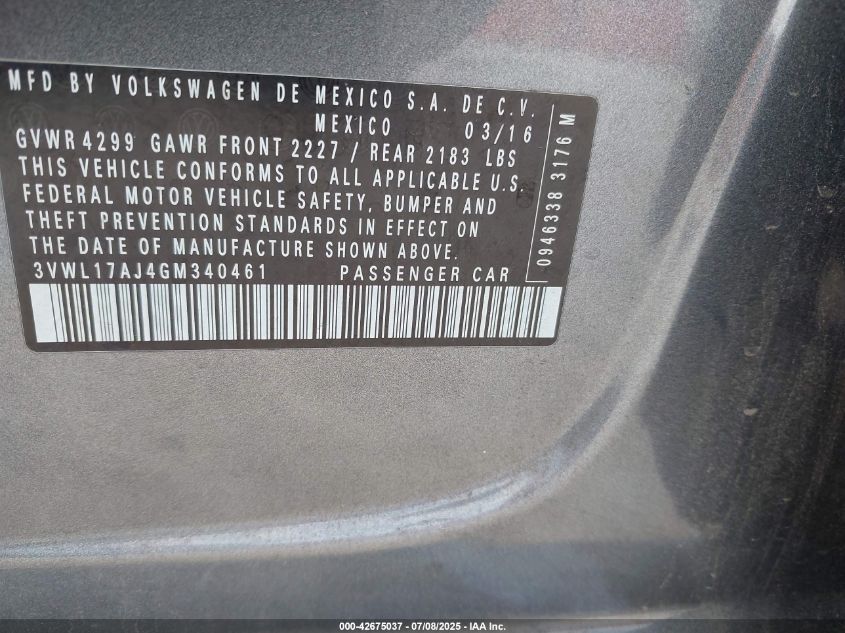 MFD BY VOLKSWAGEN DE MEXICO S.A. DE C.V.
MEXICO 03/16
GVWR 4299 GAWR FRONT 2227 / REAR 2183 LBS
THIS VEHICLE CONFORMS TO ALL APPLICABLE U.S.
FEDERAL MOTOR VEHICLE SAFETY, BUMPER AND
THEFT PREVENTION STANDARDS IN EFFECT ON
THE DATE OF MANUFACTURE SHOWN ABOVE.
3VWL17AJ4GM340461 PASSENGER CAR
0946338 3176 M
000-42675037 - 07/08/2025 - IAA Inc.